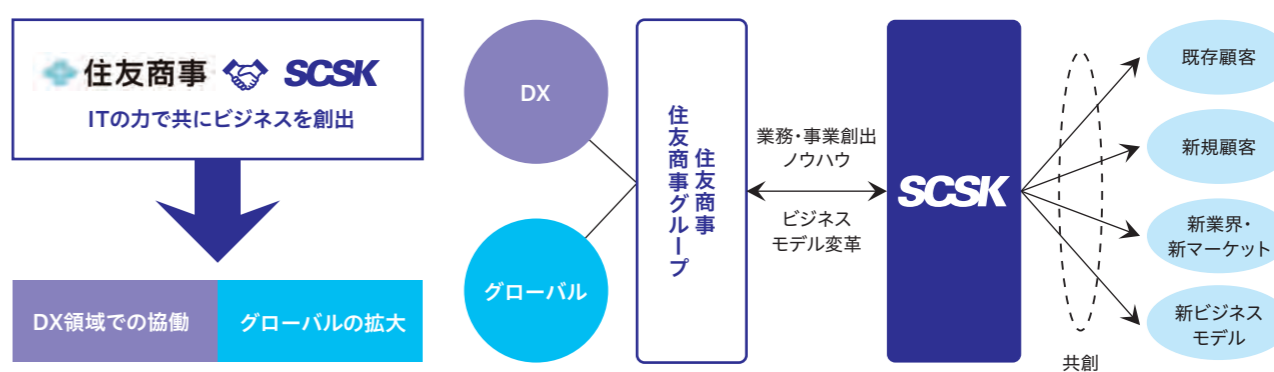 住友商事 SCSK
ITの力で共にビジネスを創出
DX領域での協働
グローバルの拡大
DX
グローバル
住友商事
住友商事グループ
業務・事業創出
ノウハウ
ビジネス
モデル変革
SCSK
共創
既存顧客
新規顧客
新業界・
新マーケット
新ビジネス
モデル